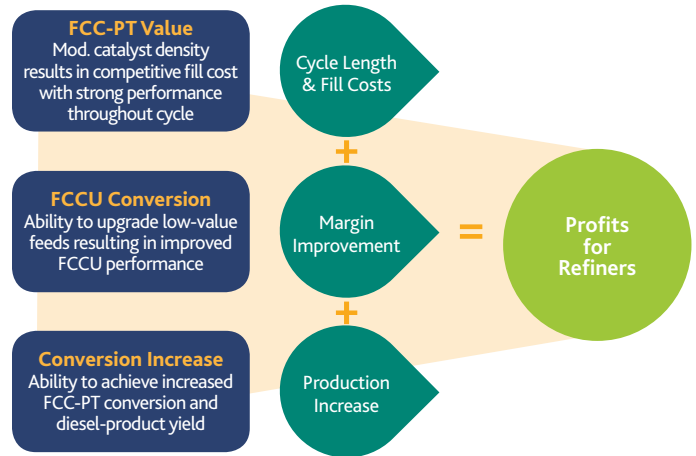 FCC-PT Value
Mod. catalyst density
results in competitive fill cost
with strong performance
throughout cycle
Cycle Length
& Fill Costs
+
FCCU Conversion
Ability to upgrade low-value
feeds resulting in improved
FCCU performance
Margin
Improvement
=
Profits
for
Refiners
+
Conversion Increase
Ability to achieve increased
FCC-PT conversion and
diesel-product yield
Production
Increase